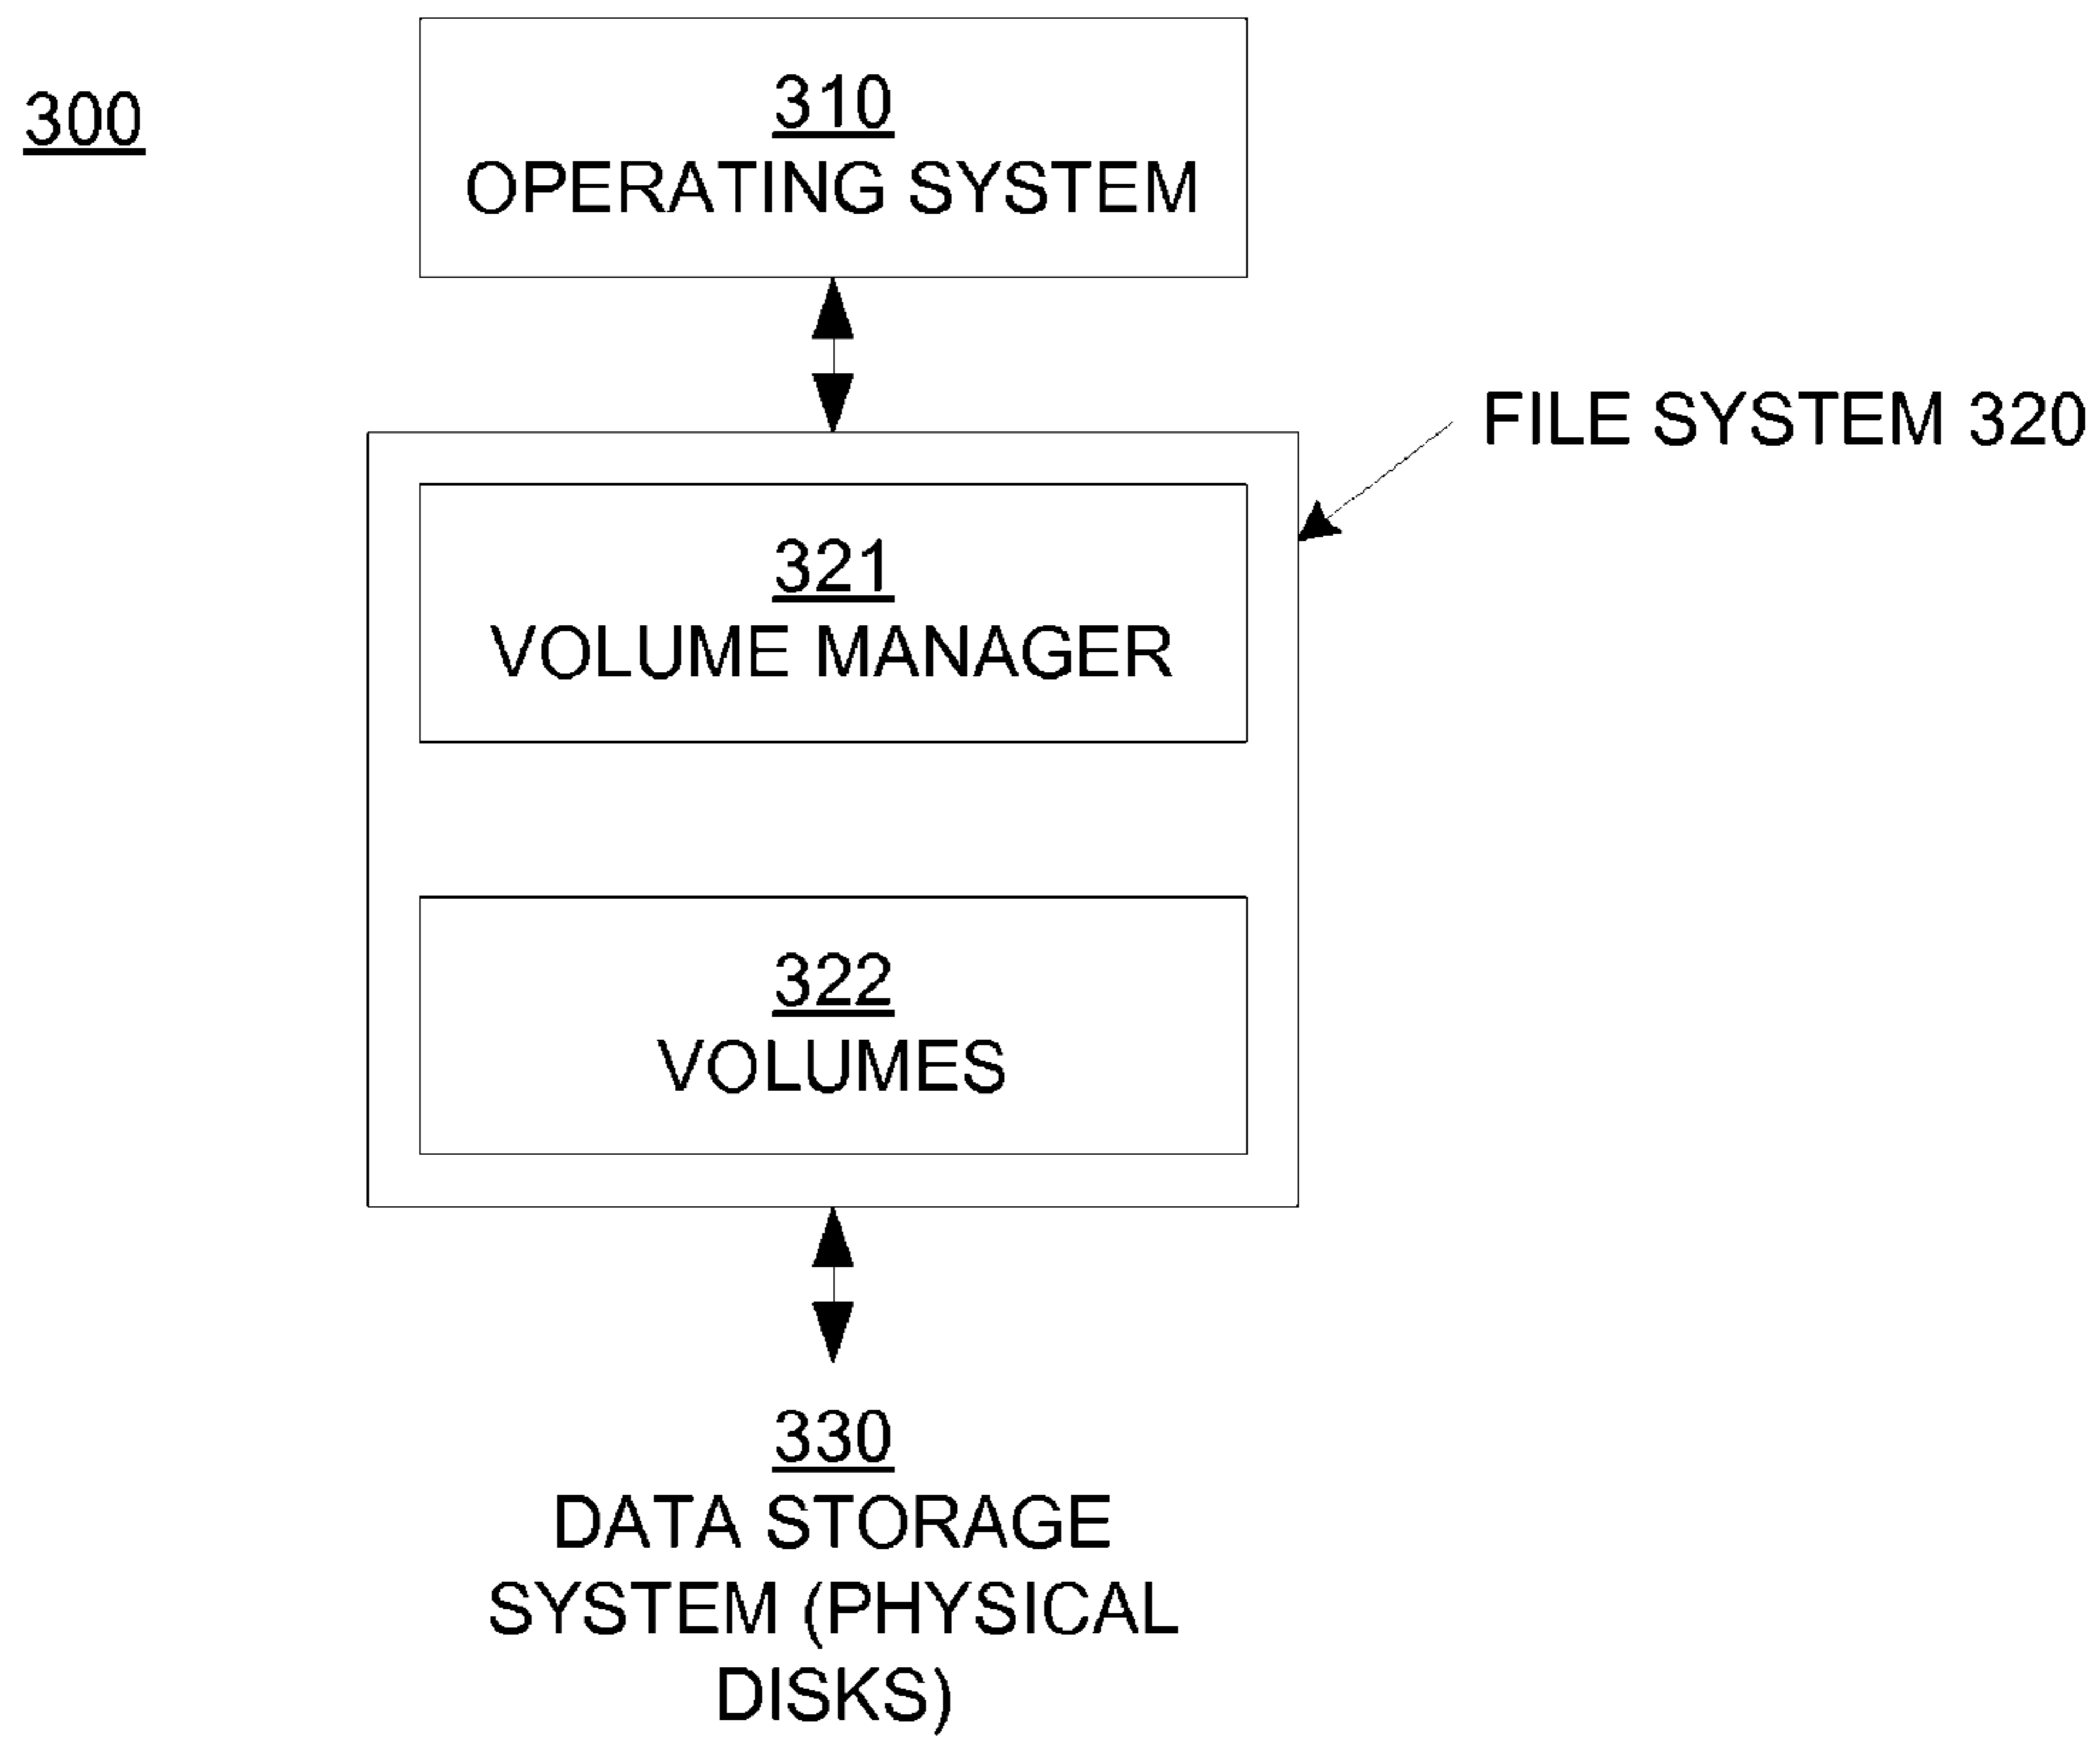 300
310
OPERATING SYSTEM
FILE SYSTEM 320
321
VOLUME MANAGER
322
VOLUMES
330
DATA STORAGE
SYSTEM (PHYSICAL
DISKS)